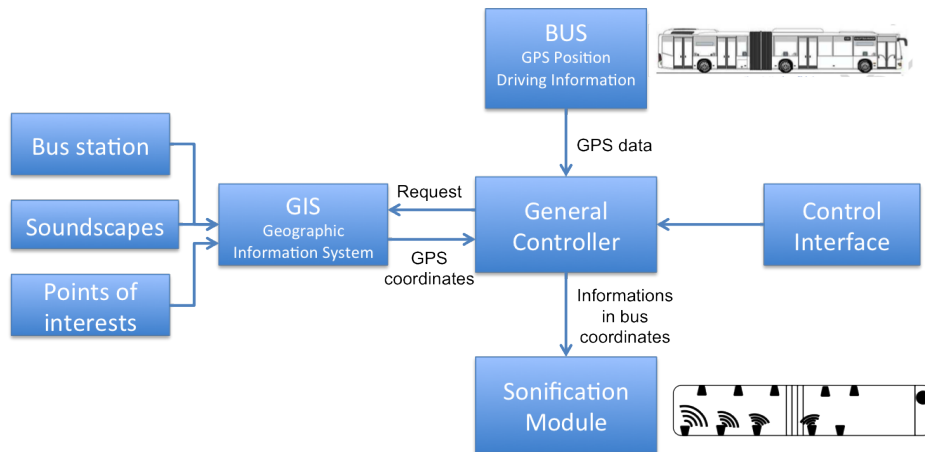 BUS
GPS Position
Driving Information
GPS data
Bus station
Soundscapes
Points of
interests
GIS
Geographic
Information System
Request
GPS
coordinates
General
Controller
Control
Interface
Informations
in bus
coordinates
Sonification
Module